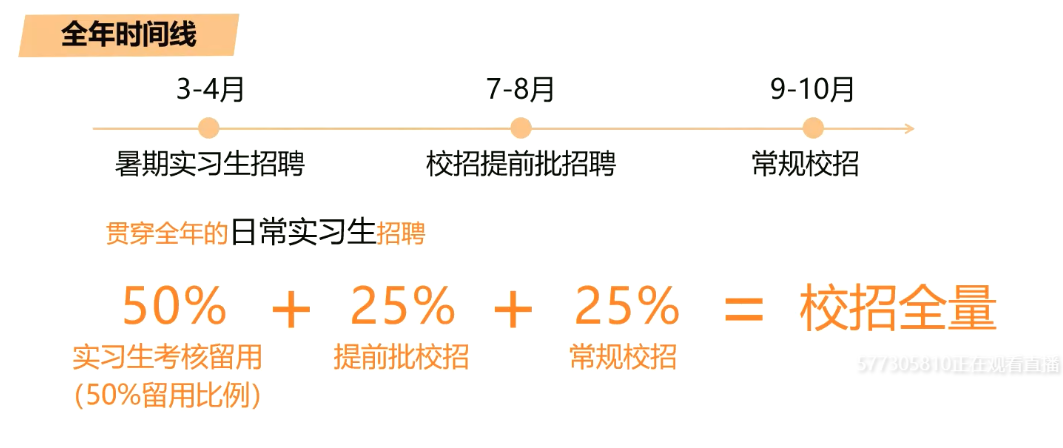 全年时间线
3-4月
7-8月
9-10月
暑期实习生招聘
校招提前批招聘
常规校招
贯穿全年的日常实习生招聘
50% + 25% + 25% = 校招全量
实习生考核留用
提前批校招
常规校招
（50%留用比例）
577305810正在观看直播